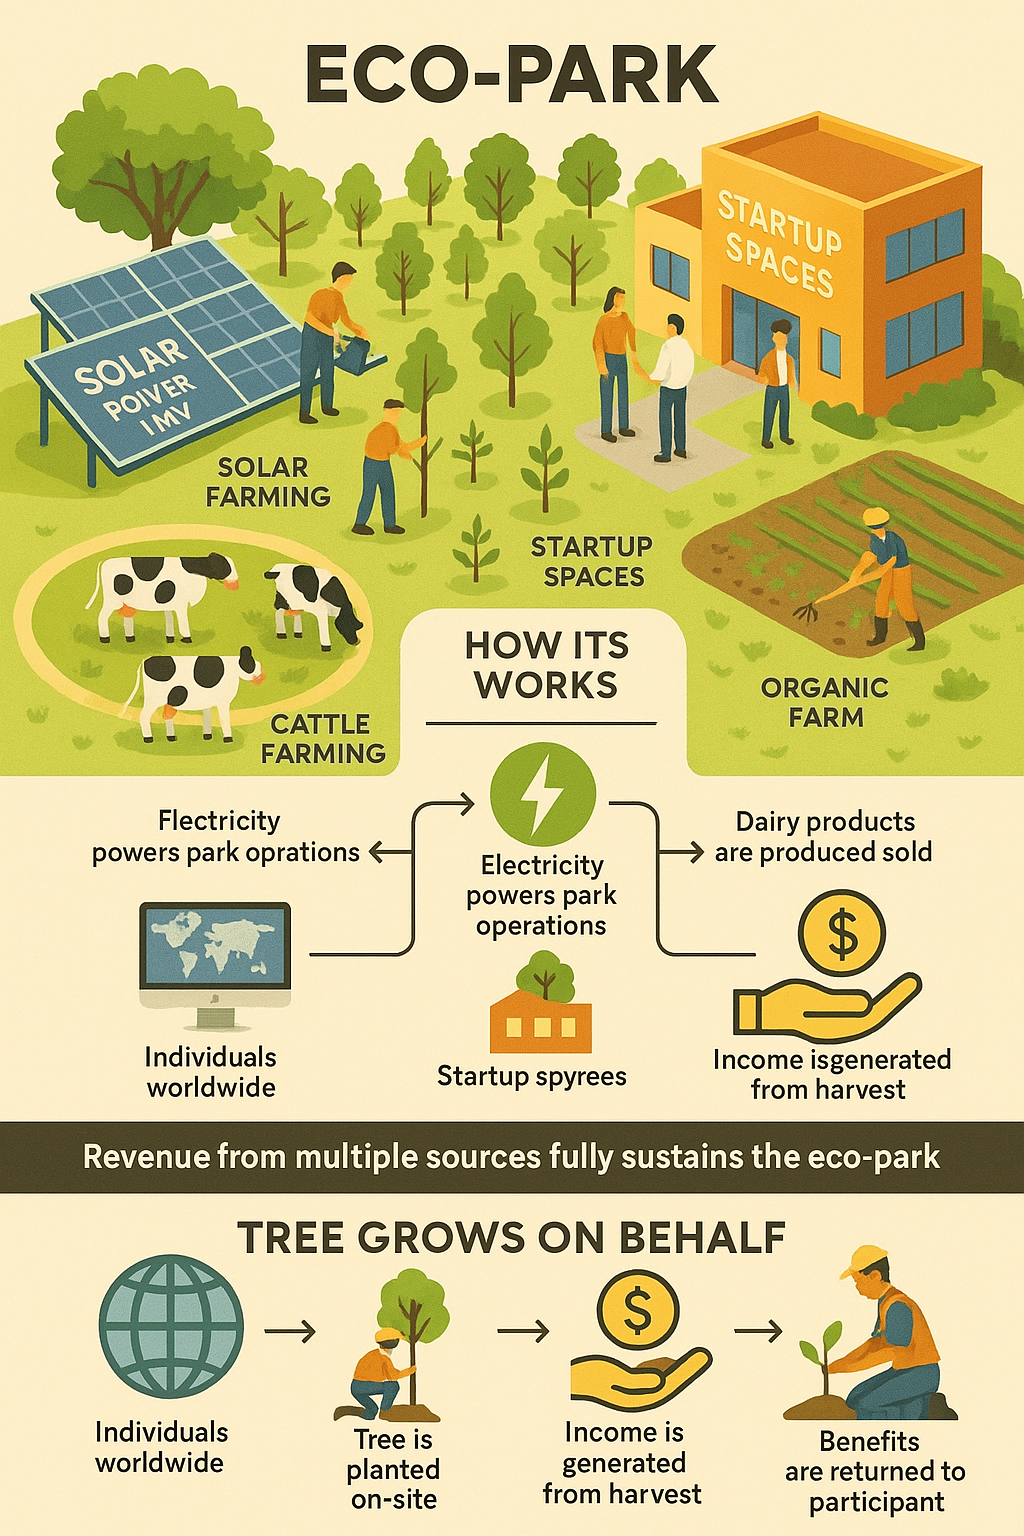 ECO-PARK
STARTUP
SPACES
SOLAR
POIVER
IMV
SOLAR
FARMING
STARTUP
SPACES
CATTLE
FARMING
ORGANIC
FARM
HOW ITS
WORKS
Flectricity
powers park oprations
Electricity
powers park
operations
Dairy products
are produced sold
Individuals
worldwide
Startup spyrees
$
Income isgenerated
from harvest
Revenue from multiple sources fully sustains the eco-park
TREE GROWS ON BEHALF
$
Individuals
worldwide
Tree is
planted
on-site
Income is
generated
from harvest
Benefits
are returned to
participant